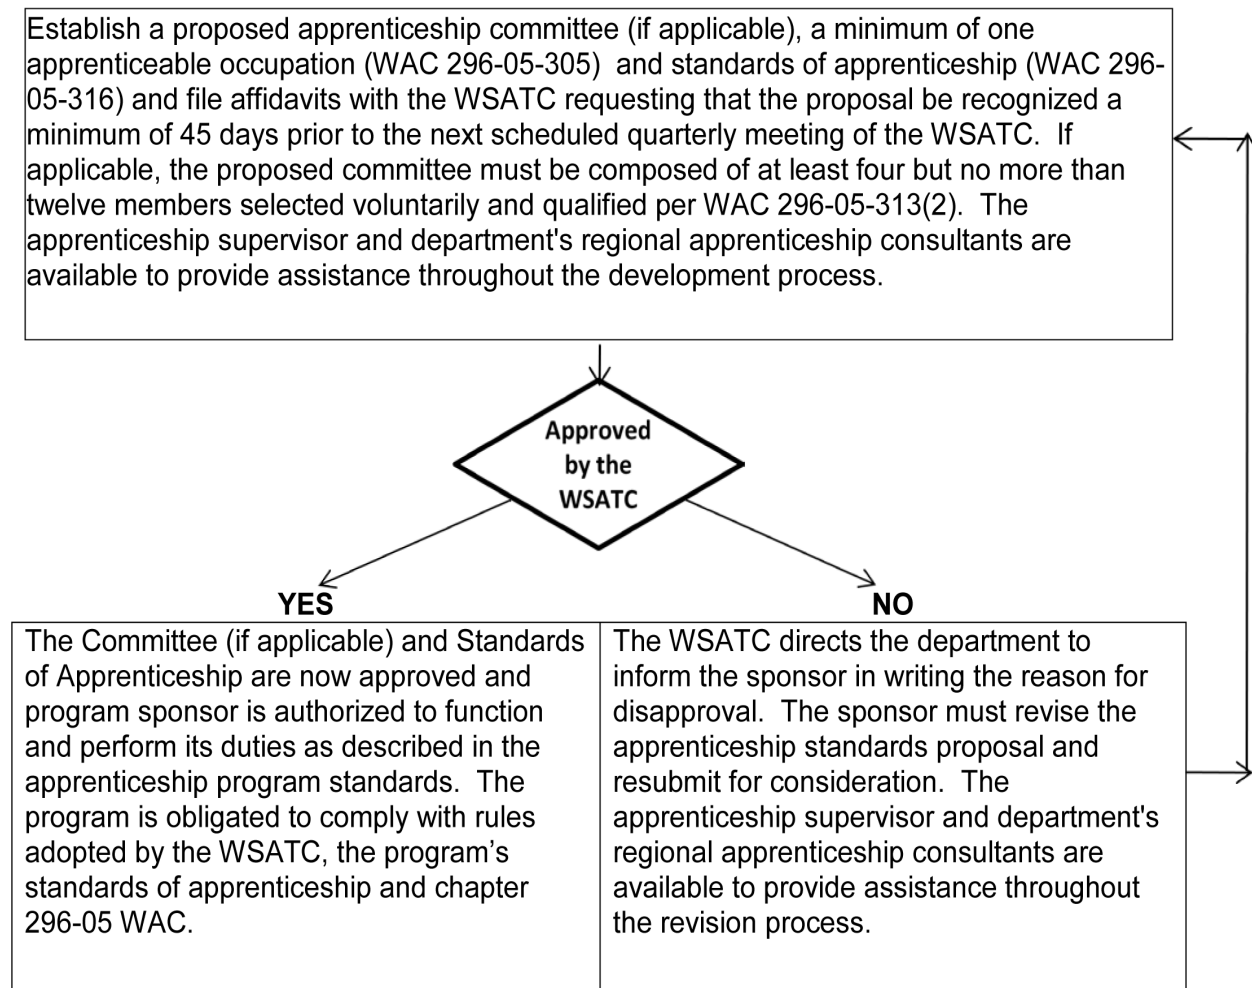 Establish a proposed apprenticeship committee (if applicable), a minimum of one
apprenticeable occupation (WAC 296-05-305)  and standards of apprenticeship (WAC 296-
05-316) and file affidavits with the WSATC requesting that the proposal be recognized a
minimum of 45 days prior to the next scheduled quarterly meeting of the WSATC.  If
applicable, the proposed committee must be composed of at least four but no more than
twelve members selected voluntarily and qualified per WAC 296-05-313(2).  The
apprenticeship supervisor and department's regional apprenticeship consultants are
available to provide assistance throughout the development process.
Approved
by the
WSATC
YES
The Committee (if applicable) and Standards
of Apprenticeship are now approved and
program sponsor is authorized to function
and perform its duties as described in the
apprenticeship program standards.  The
program is obligated to comply with rules
adopted by the WSATC, the program’s
standards of apprenticeship and chapter
296-05 WAC.
NO
The WSATC directs the department to
inform the sponsor in writing the reason for
disapproval.  The sponsor must revise the
apprenticeship standards proposal and
resubmit for consideration.  The
apprenticeship supervisor and department's
regional apprenticeship consultants are
available to provide assistance throughout
the revision process.